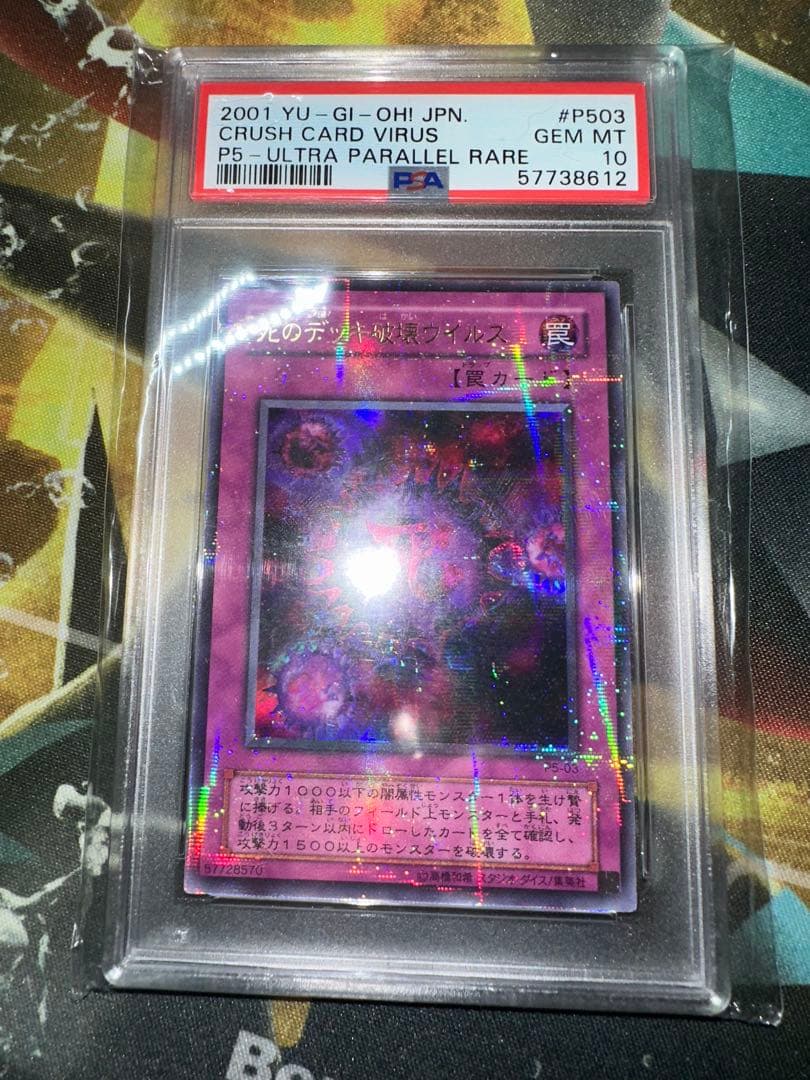 2001 YU-GI-OH! JPN. #P503
CRUSH CARD VIRUS GEM MT
P5-ULTRA PARALLEL RARE 10
PSA 57738612
死のデッキ破壊ウイルス 罠
【罠カード】
P5-03
攻撃力1000以下の闇属性モンスター1体を生け贄
に捧げる。相手のフィールド上モンスターと手札、発
動後3ターン以内にドローしたカードを全て確認し、
攻撃力1500以上のモンスターを破壊する。
57728570 ©高橋和希 スタジオ・ダイス/集英社
Bo